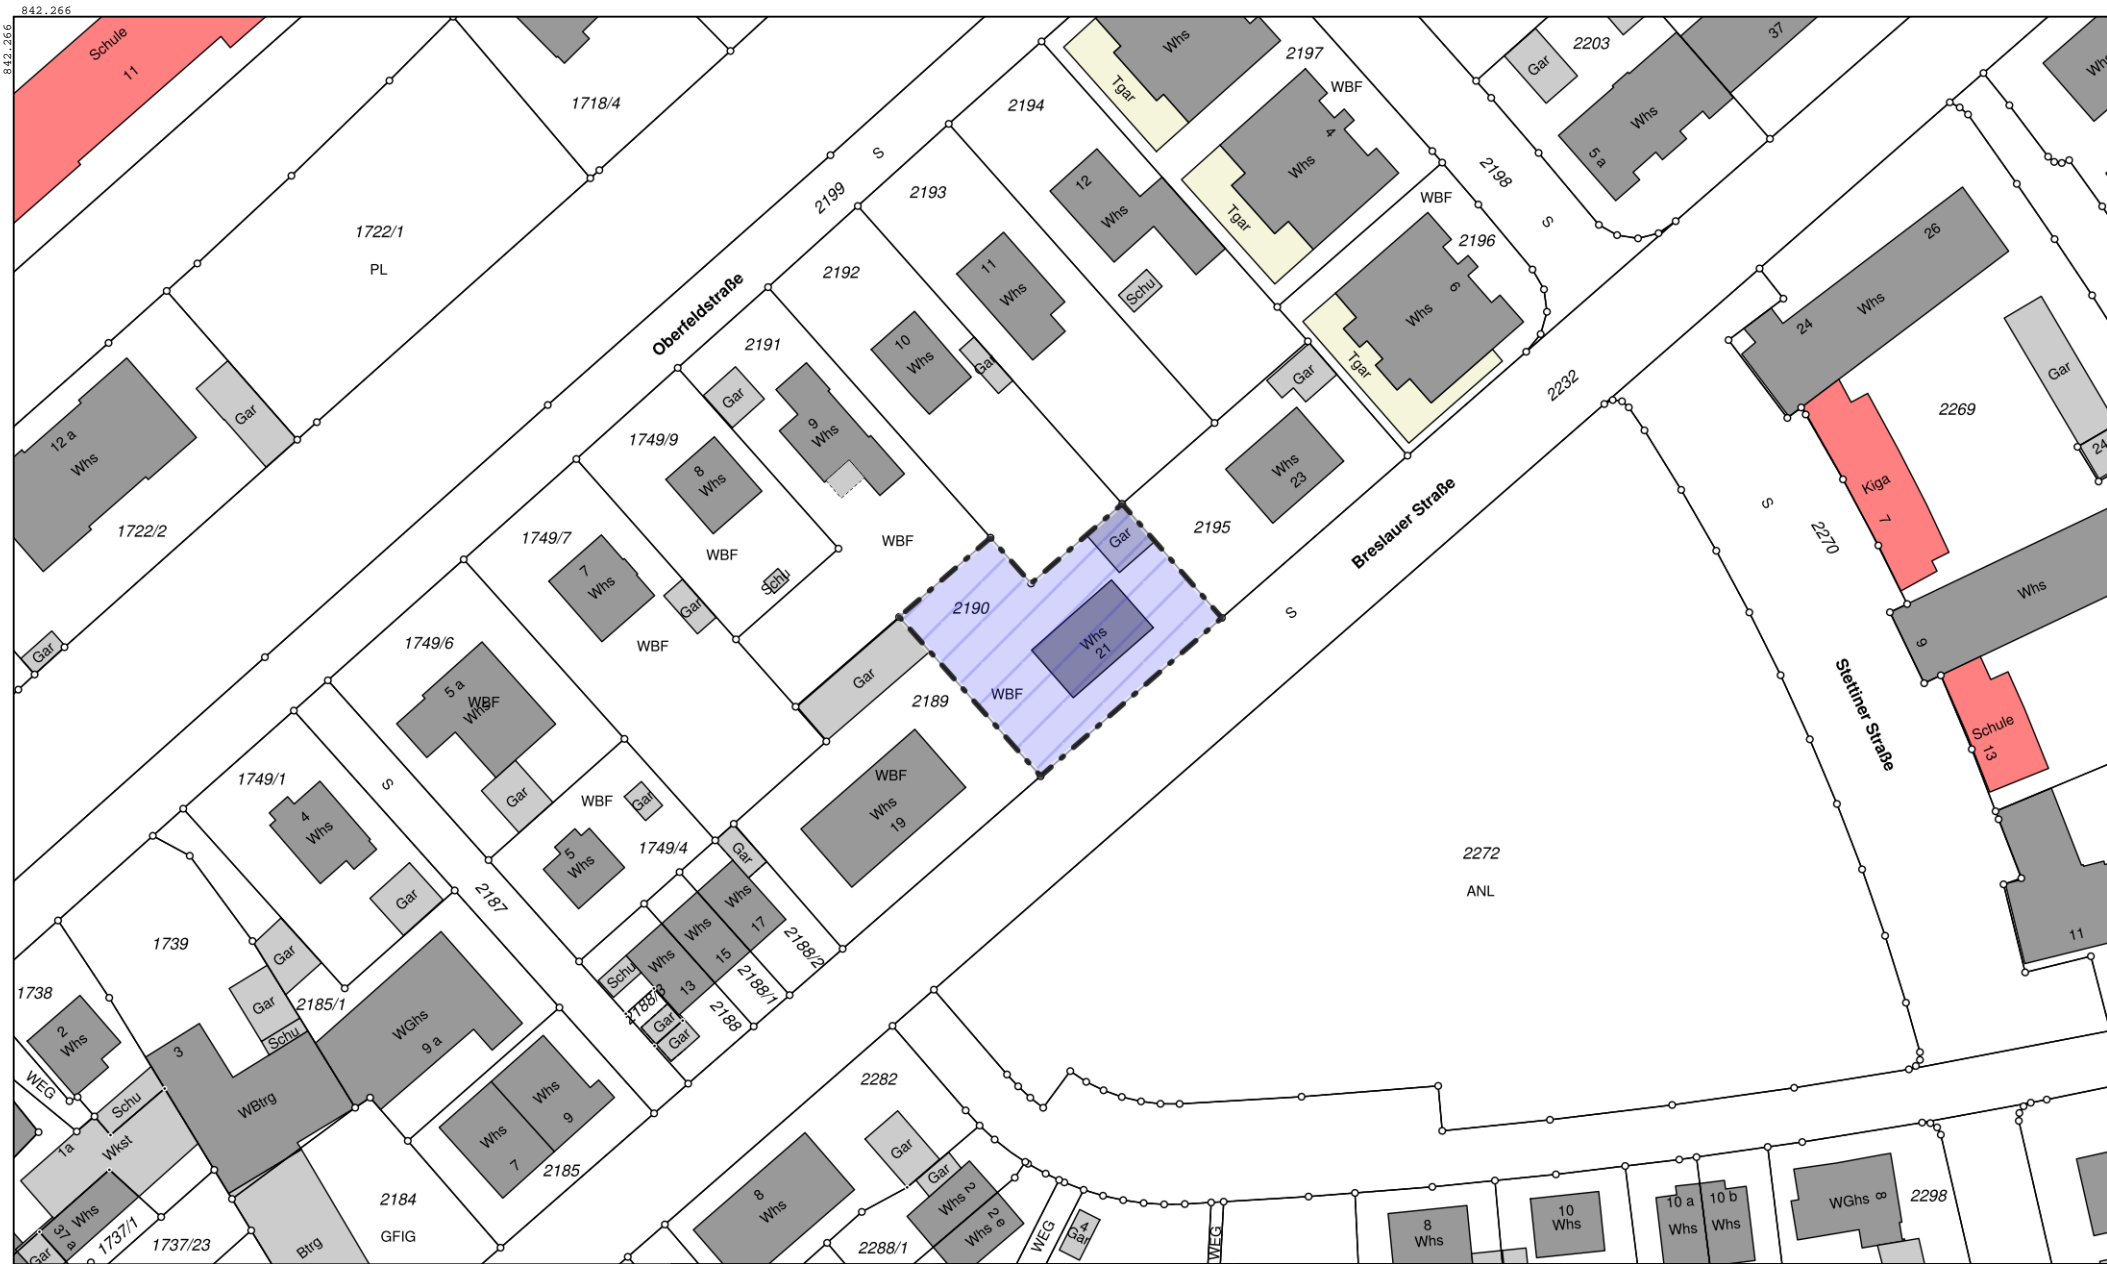 842.266
842.266
Schule
11
1718/4
2194
2197
WBF
2203
Gar
37
Whs
Whs
Tgar
4
Whs
Whs
5 a
2199
S
2193
12
Whs
Tgar
WBF
2198
S
26
1722/1
PL
2192
11
Whs
Schu
2196
6
Whs
24
Whs
Oberfeldstraße
2191
10
Whs
Gar
Gar
Tgar
2232
2269
Gar
24
12 a
Whs
Gar
1749/9
Gar
9
Whs
Whs
23
8
Whs
Kiga
7
1722/2
1749/7
WBF
WBF
2195
Gar
Breslauer Straße
S
2270
7
Whs
Gar
Schu
2190
S
Whs
9
1749/6
WBF
Whs
21
Gar
5 a
WBF
Whs
Gar
2189
WBF
Stettiner Straße
Schule
13
1749/1
S
Gar
WBF
Gar
WBF
Whs
19
4
Whs
5
Whs
1749/4
Gar
2272
ANL
Gar
2187
Whs
17
1739
Gar
Whs
15
2188/2
11
1738
Gar
2185/1
Schu
Whs
13
2188/1
2188/3
2188
Gar
Gar
2
Whs
3
Schu
WGhs
9 a
WEG
Schu
WBtrg
Whs
9
2282
1a
Wkst
Whs
7
2185
Gar
Gar
2184
GFIG
8
Whs
Whs 2
Whs 2 a
37 a
Whs
Gar
1737/1
1737/23
Btrg
2288/1
WEG
4
Gar
WEG
8
Whs
10
Whs
10 a
Whs
10 b
Whs
WGhs 8
2298